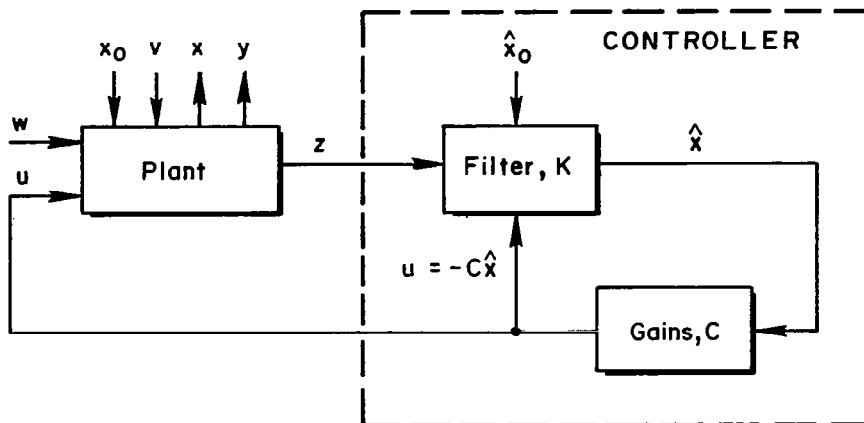 CONTROLLER
x₀ v x y
x̂₀
w
u
Plant
z
Filter, K
x̂
u = -Cx̂
Gains, C